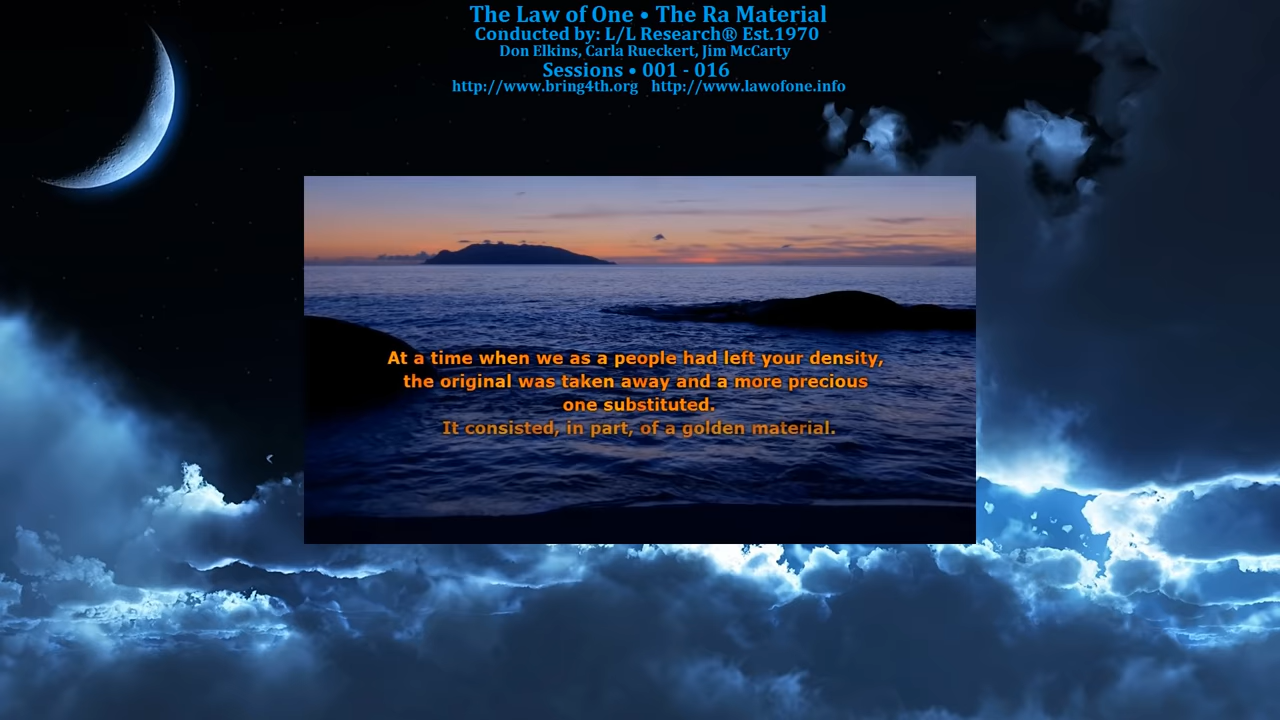 The Law of One • The Ra Material
Conducted by: L/L Research® Est.1970
Don Elkins, Carla Rueckert, Jim McCarty
Sessions • 001 - 016
http://www.bring4th.org http://www.lawofone.info
At a time when we as a people had left your density,
the original was taken away and a more precious
one substituted.
It consisted, in part, of a golden material.